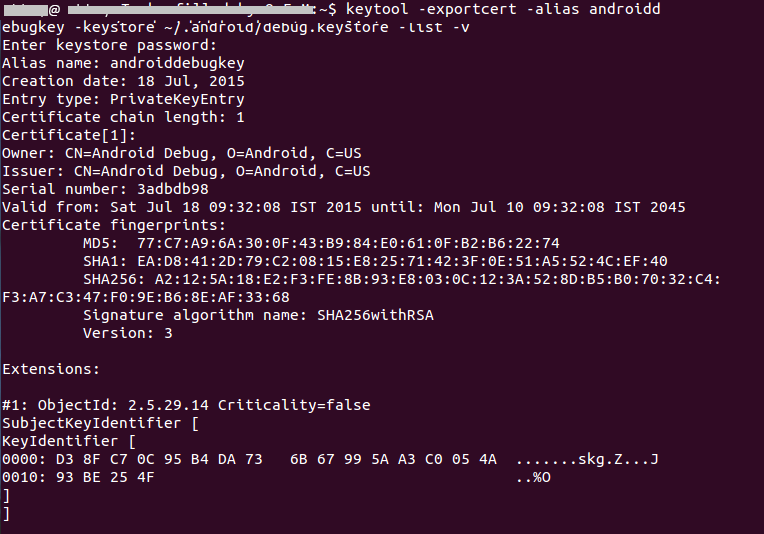 @ :~$ keytool -exportcert -alias androidd
ebugkey -keystore ~/.android/debug.keystore -list -v
Enter keystore password:
Alias name: androiddebugkey
Creation date: 18 Jul, 2015
Entry type: PrivateKeyEntry
Certificate chain length: 1
Certificate[1]:
Owner: CN=Android Debug, O=Android, C=US
Issuer: CN=Android Debug, O=Android, C=US
Serial number: 3adbdb98
Valid from: Sat Jul 18 09:32:08 IST 2015 until: Mon Jul 10 09:32:08 IST 2045
Certificate fingerprints:
MD5:  77:C7:A9:6A:30:0F:43:B9:84:E0:61:0F:B2:B6:22:74
SHA1: EA:D8:41:2D:79:C2:08:15:E8:25:71:42:3F:0E:51:A5:52:4C:EF:40
SHA256: A2:12:5A:18:E2:F3:FE:8B:93:E8:03:0C:12:3A:52:8D:B5:B0:70:32:C4:
F3:A7:C3:47:F0:9E:B6:8E:AF:33:68
Signature algorithm name: SHA256withRSA
Version: 3
Extensions:
#1: ObjectId: 2.5.29.14 Criticality=false
SubjectKeyIdentifier [
KeyIdentifier [
0000: D3 8F C7 0C 95 B4 DA 73   6B 67 99 5A A3 C0 05 4A  .......skg.Z...J
0010: 93 BE 25 4F                                        ..%O
]
]